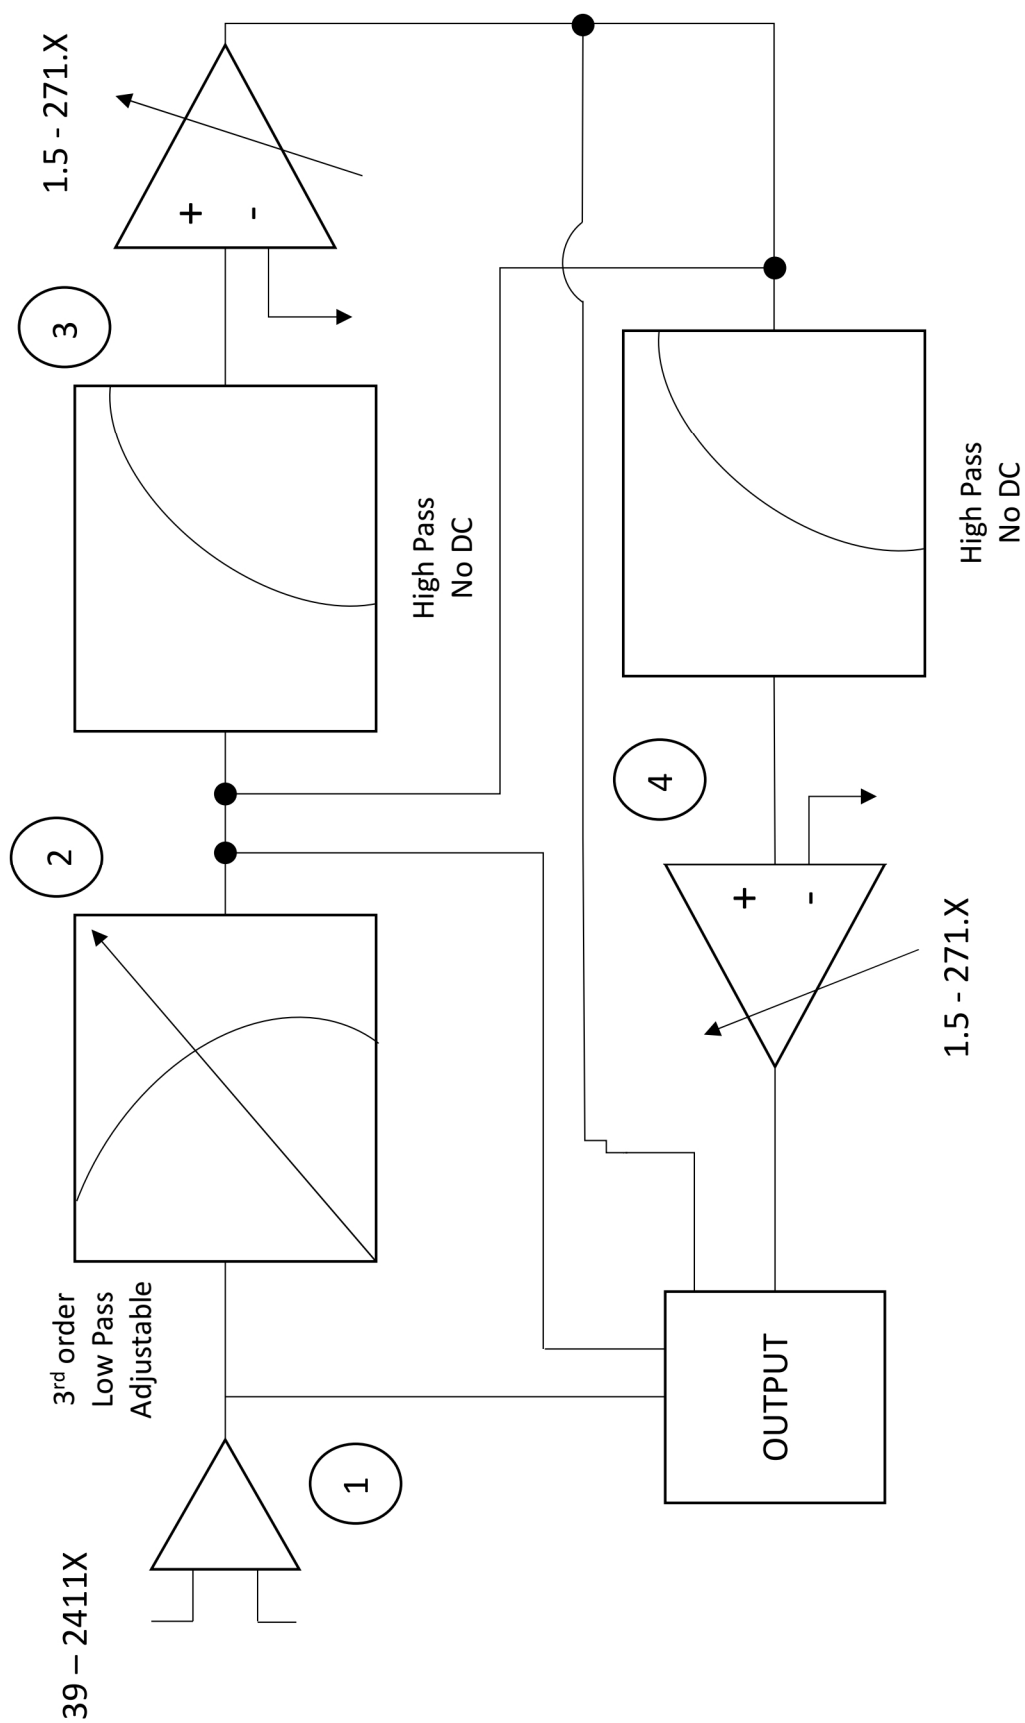 39 – 2411X
1
3rd order
Low Pass
Adjustable
2
High Pass
No DC
3
+
-
1.5 - 271.X
OUTPUT
1.5 - 271.X
+
-
4
High Pass
No DC